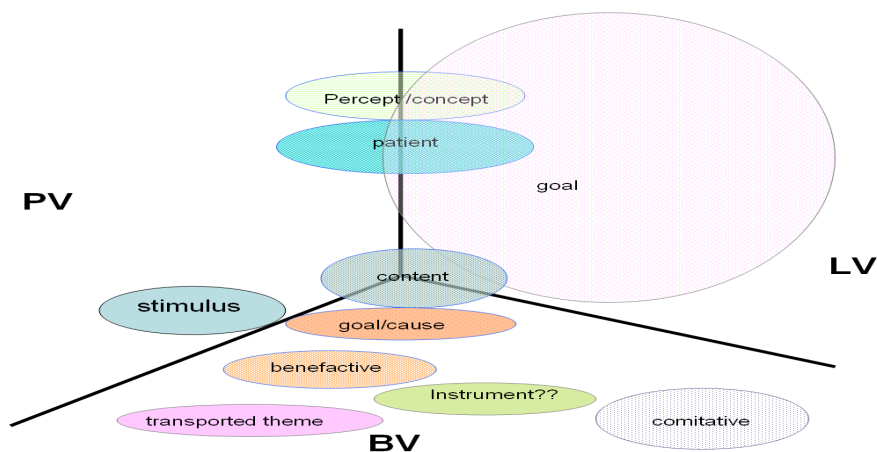 Percept /concept
patient
goal
PV
LV
content
stimulus
goal/cause
benefactive
Instrument??
transported theme
comitative
BV